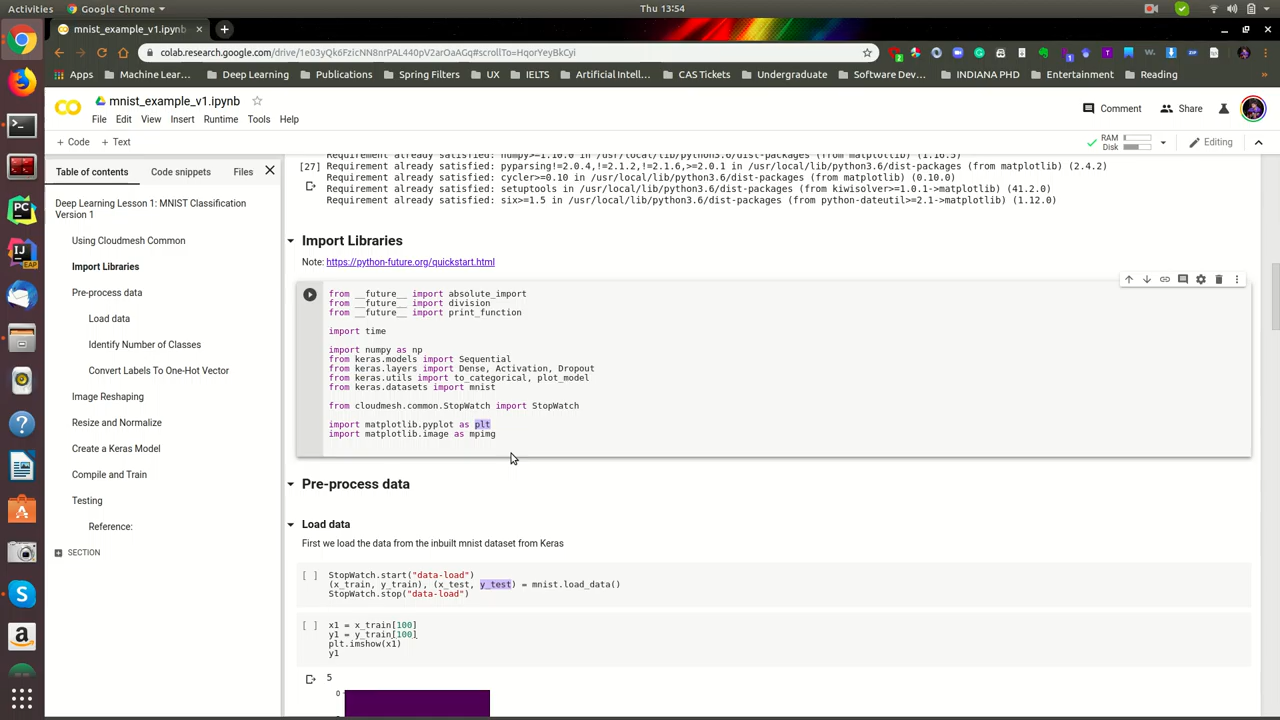 Activities
Google Chrome
Thu 13:54
mnist_example_v1.ipynb
colab.research.google.com/drive/1e03yQk6FzicNN8nrPAL440pV2arOaAGq#scrollTo=HqorYeyBkCyi
Apps
Machine Lear...
Deep Learning
Publications
Spring Filters
UX
IELTS
Artificial Intell...
CAS Tickets
Undergraduate
Software Dev...
INDIANA PHD
Entertainment
Reading
mnist_example_v1.ipynb
Comment
Share
File Edit View Insert Runtime Tools Help
+ Code + Text
RAM
Disk
Editing
Table of contents Code snippets Files
Deep Learning Lesson 1: MNIST Classification
Version 1
Using Cloudmesh Common
Import Libraries
Pre-process data
Load data
Identify Number of Classes
Convert Labels To One-Hot Vector
Image Reshaping
Resize and Normalize
Create a Keras Model
Compile and Train
Testing
Reference:
SECTION
[27]
Requirement already satisfied: pyparsing!=2.0.4,!=2.1.2,!=2.1.6,>=2.0.1 in /usr/local/lib/python3.6/dist-packages (from matplotlib) (2.4.2)
Requirement already satisfied: cycler>=0.10 in /usr/local/lib/python3.6/dist-packages (from matplotlib) (0.10.0)
Requirement already satisfied: setuptools in /usr/local/lib/python3.6/dist-packages (from kiwisolver>=1.0.1->matplotlib) (41.2.0)
Requirement already satisfied: six>=1.5 in /usr/local/lib/python3.6/dist-packages (from python-dateutil>=2.1->matplotlib) (1.12.0)
Import Libraries
Note: https://python-future.org/quickstart.html
from __future__ import absolute_import
from __future__ import division
from __future__ import print_function
import time
import numpy as np
from keras.models import Sequential
from keras.layers import Dense, Activation, Dropout
from keras.utils import to_categorical, plot_model
from keras.datasets import mnist
from cloudmesh.common.StopWatch import StopWatch
import matplotlib.pyplot as plt
import matplotlib.image as mpimg
Pre-process data
Load data
First we load the data from the inbuilt mnist dataset from Keras
[ ] StopWatch.start("data-load")
(x_train, y_train), (x_test, y_test) = mnist.load_data()
StopWatch.stop("data-load")
[ ] x1 = x_train[100]
y1 = y_train[100]
plt.imshow(x1)
y1
5
0